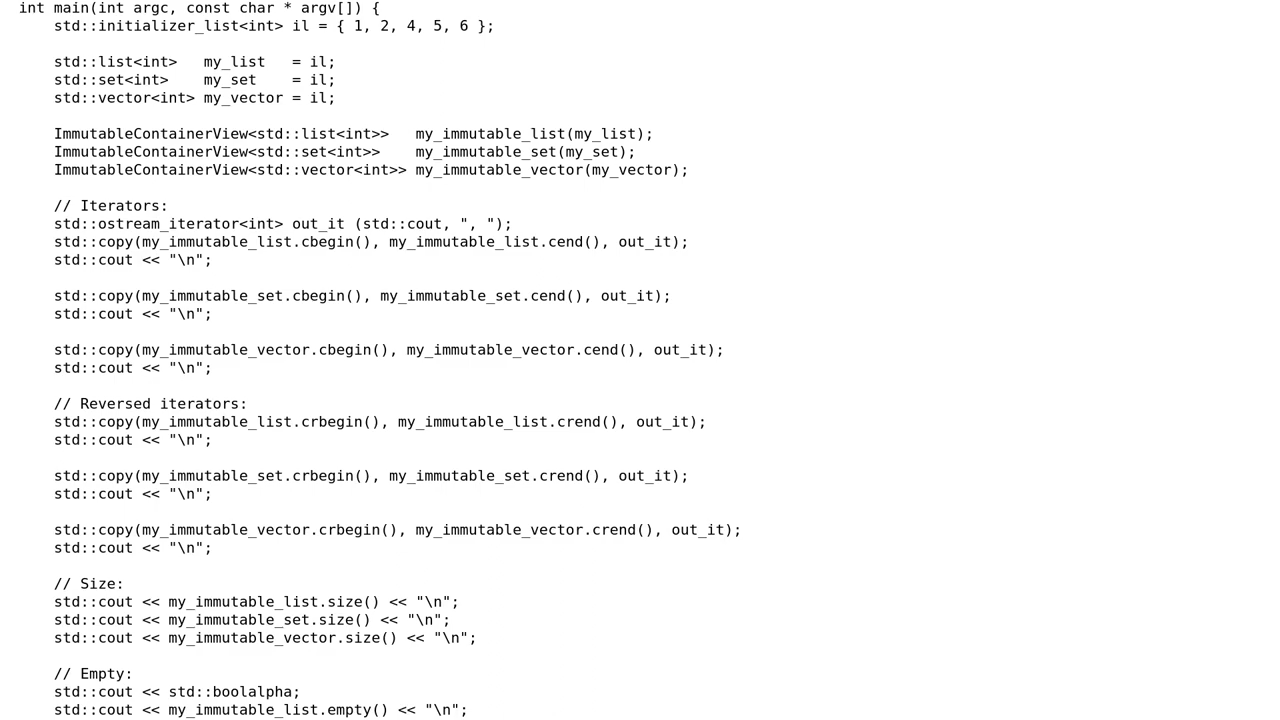 int main(int argc, const char * argv[]) {
    std::initializer_list<int> il = { 1, 2, 4, 5, 6 };

    std::list<int>   my_list   = il;
    std::set<int>    my_set    = il;
    std::vector<int> my_vector = il;

    ImmutableContainerView<std::list<int>>   my_immutable_list(my_list);
    ImmutableContainerView<std::set<int>>    my_immutable_set(my_set);
    ImmutableContainerView<std::vector<int>> my_immutable_vector(my_vector);

    // Iterators:
    std::ostream_iterator<int> out_it (std::cout, ", ");
    std::copy(my_immutable_list.cbegin(), my_immutable_list.cend(), out_it);
    std::cout << "\n";

    std::copy(my_immutable_set.cbegin(), my_immutable_set.cend(), out_it);
    std::cout << "\n";

    std::copy(my_immutable_vector.cbegin(), my_immutable_vector.cend(), out_it);
    std::cout << "\n";

    // Reversed iterators:
    std::copy(my_immutable_list.crbegin(), my_immutable_list.crend(), out_it);
    std::cout << "\n";

    std::copy(my_immutable_set.crbegin(), my_immutable_set.crend(), out_it);
    std::cout << "\n";

    std::copy(my_immutable_vector.crbegin(), my_immutable_vector.crend(), out_it);
    std::cout << "\n";

    // Size:
    std::cout << my_immutable_list.size() << "\n";
    std::cout << my_immutable_set.size() << "\n";
    std::cout << my_immutable_vector.size() << "\n";

    // Empty:
    std::cout << std::boolalpha;
    std::cout << my_immutable_list.empty() << "\n";